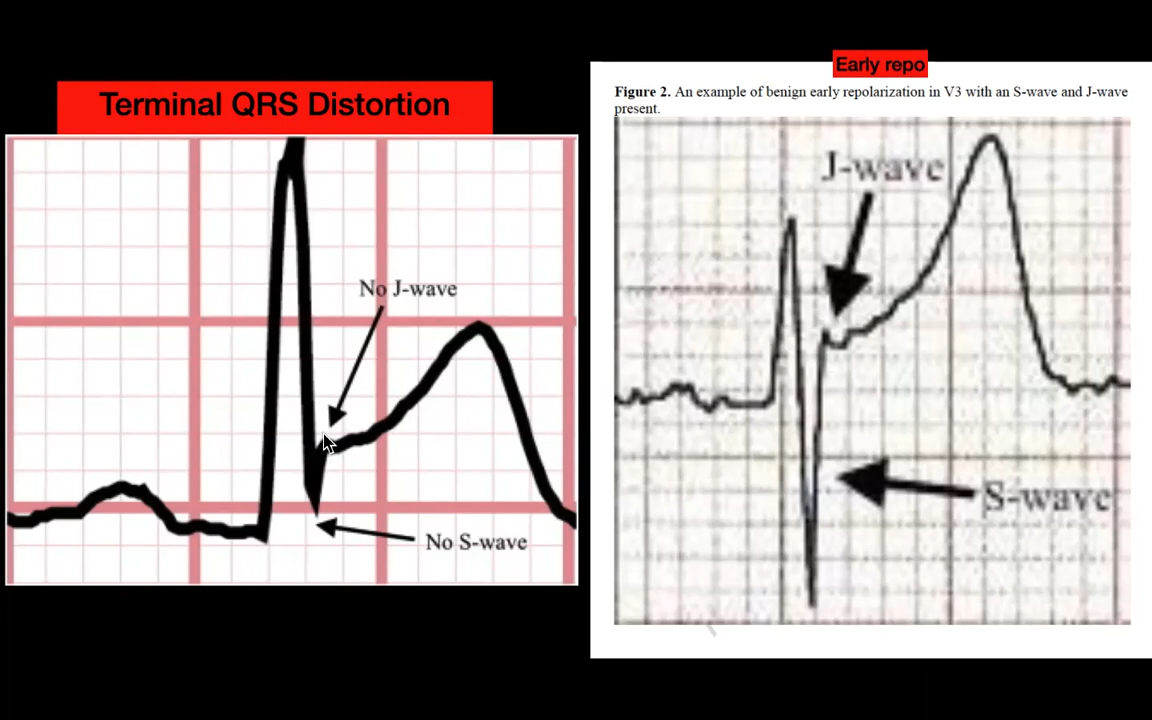 Terminal QRS Distortion
No J-wave
No S-wave
Early repo
Figure 2. An example of benign early repolarization in V3 with an S-wave and J-wave
present.
J-wave
S-wave